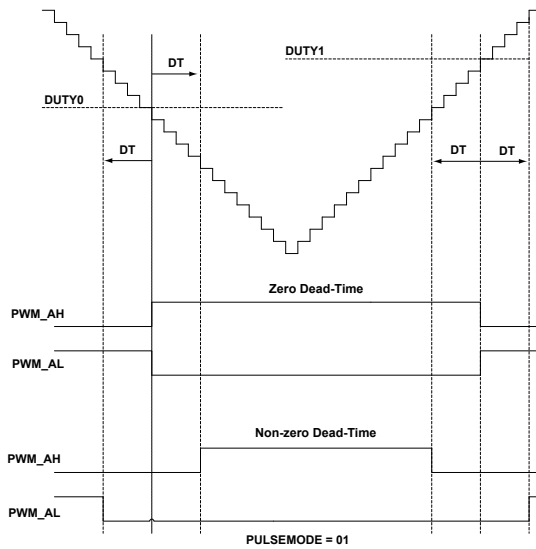 DT
DUTY1
DUTY0
DT
DT
DT
Zero Dead-Time
PWM_AH
PWM_AL
Non-zero Dead-Time
PWM_AH
PWM_AL
PULSEMODE = 01